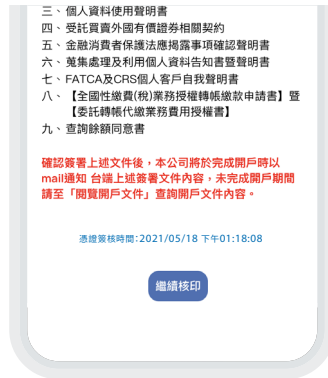 三、個人資料使用聲明書
四、受託買賣外國有價證券相關契約
五、金融消費者保護法應揭露事項確認聲明書
六、蒐集處理及利用個人資料告知書暨聲明書
七、FATCA及CRS個人客戶自我聲明書
八、【全國性繳費(稅)業務授權轉帳繳款申請書】暨
【委託轉帳代繳業務費用授權書】
九、查詢餘額同意書
確認簽署上述文件後，本公司將於完成開戶時以
mail通知 台端上述簽署文件內容，未完成開戶期間
請至「閱覽開戶文件」查詢開戶文件內容。
憑證簽核時間:2021/05/18 下午01:18:08
繼續核印